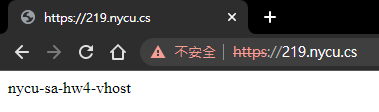 https://219.nycu.cs
不安全 https://219.nycu.cs
nycu-sa-hw4-vhost